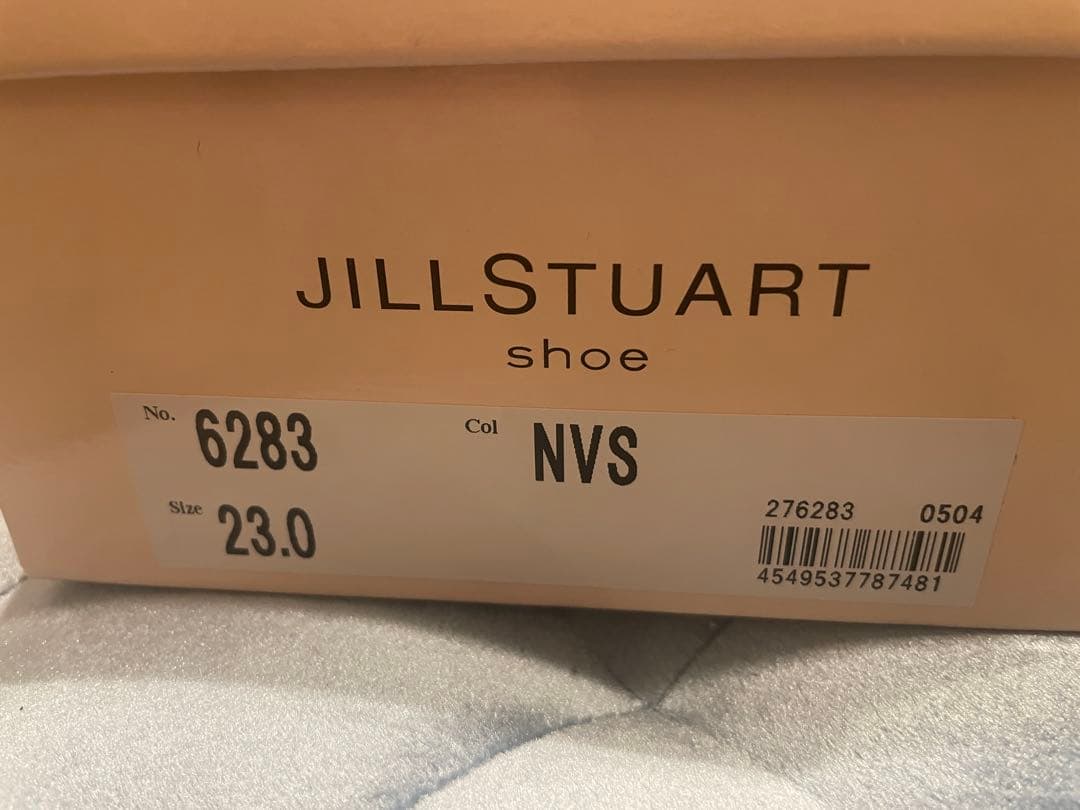 JILLSTUART
shoe
No. 6283 Col NVS
Size 23.0
276283 0504
4549537787481